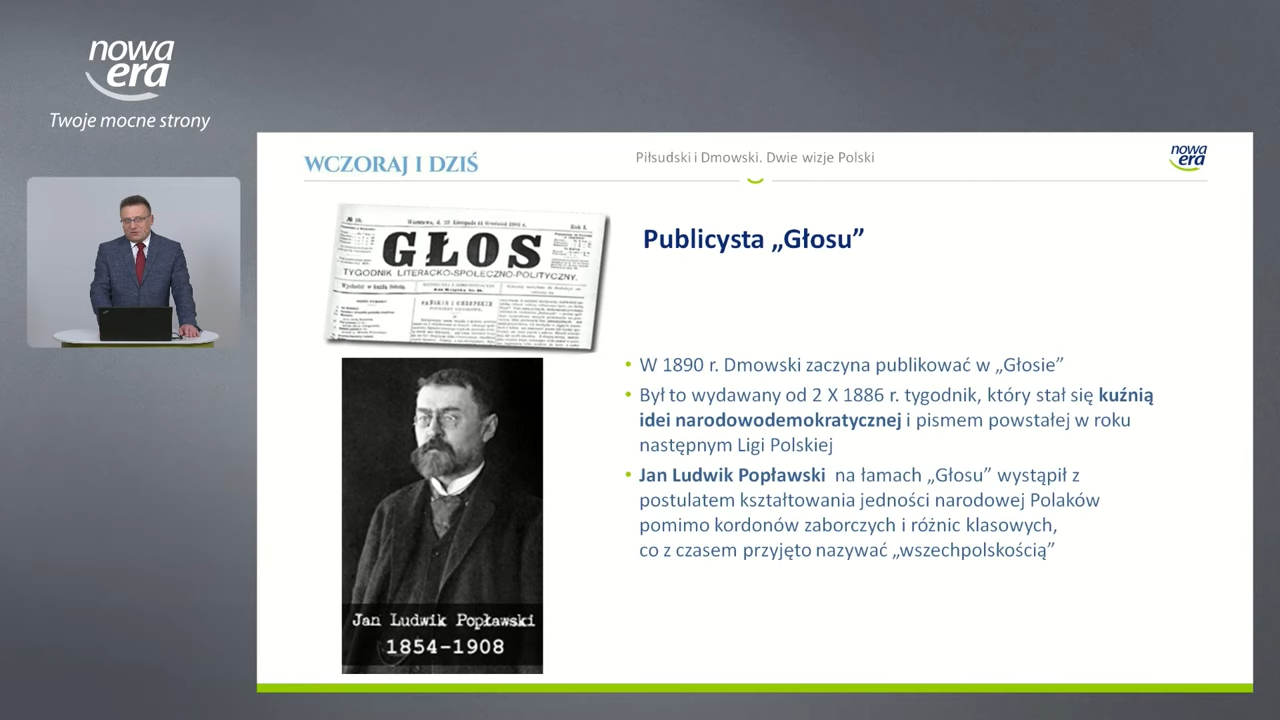 nowa
era
Twoje mocne strony
WCZORAJ I DZIŚ
Piłsudski i Dmowski. Dwie wizje Polski
nowa
era
GŁOS
TYGODNIK LITERACKO-SPOŁECZNO-POLITYCZNY.
Publicysta „Głosu”
• W 1890 r. Dmowski zaczyna publikować w „Głosie”
• Był to wydawany od 2 X 1886 r. tygodnik, który stał się kuźnią
idei narodowodemokratycznej i pismem powstałej w roku
następnym Ligi Polskiej
• Jan Ludwik Popławski na łamach „Głosu” wystąpił z
postulatem kształtowania jedności narodowej Polaków
pomimo kordonów zaborczych i różnic klasowych,
co z czasem przyjęto nazywać „wszechpolskością”
Jan Ludwik Popławski
1854-1908